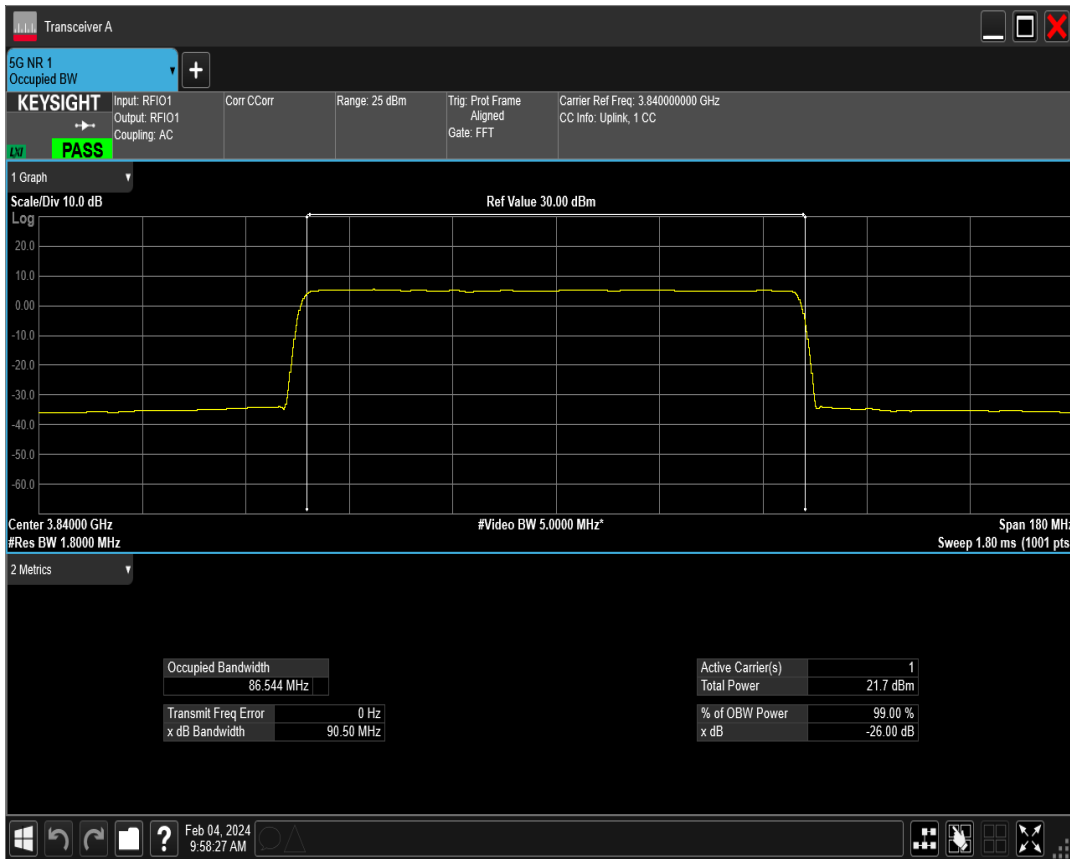 Transceiver A
5G NR 1
Occupied BW
KEYSIGHT
Input: RFIO1
Output: RFIO1
Coupling: AC
Corr CCorr
Range: 25 dBm
Trig: Prot Frame
Aligned
Gate: FFT
Carrier Ref Freq: 3.840000000 GHz
CC Info: Uplink, 1 CC
LXI
PASS
1 Graph
Scale/Div 10.0 dB
Ref Value 30.00 dBm
Log
20.0
10.0
0.00
-10.0
-20.0
-30.0
-40.0
-50.0
-60.0
Center 3.84000 GHz
#Video BW 5.0000 MHz*
Span 180 MHz
#Res BW 1.8000 MHz
Sweep 1.80 ms (1001 pts
2 Metrics
Occupied Bandwidth
86.544 MHz
Transmit Freq Error 0 Hz
x dB Bandwidth 90.50 MHz
Active Carrier(s) 1
Total Power 21.7 dBm
% of OBW Power 99.00 %
x dB -26.00 dB
Feb 04, 2024
9:58:27 AM